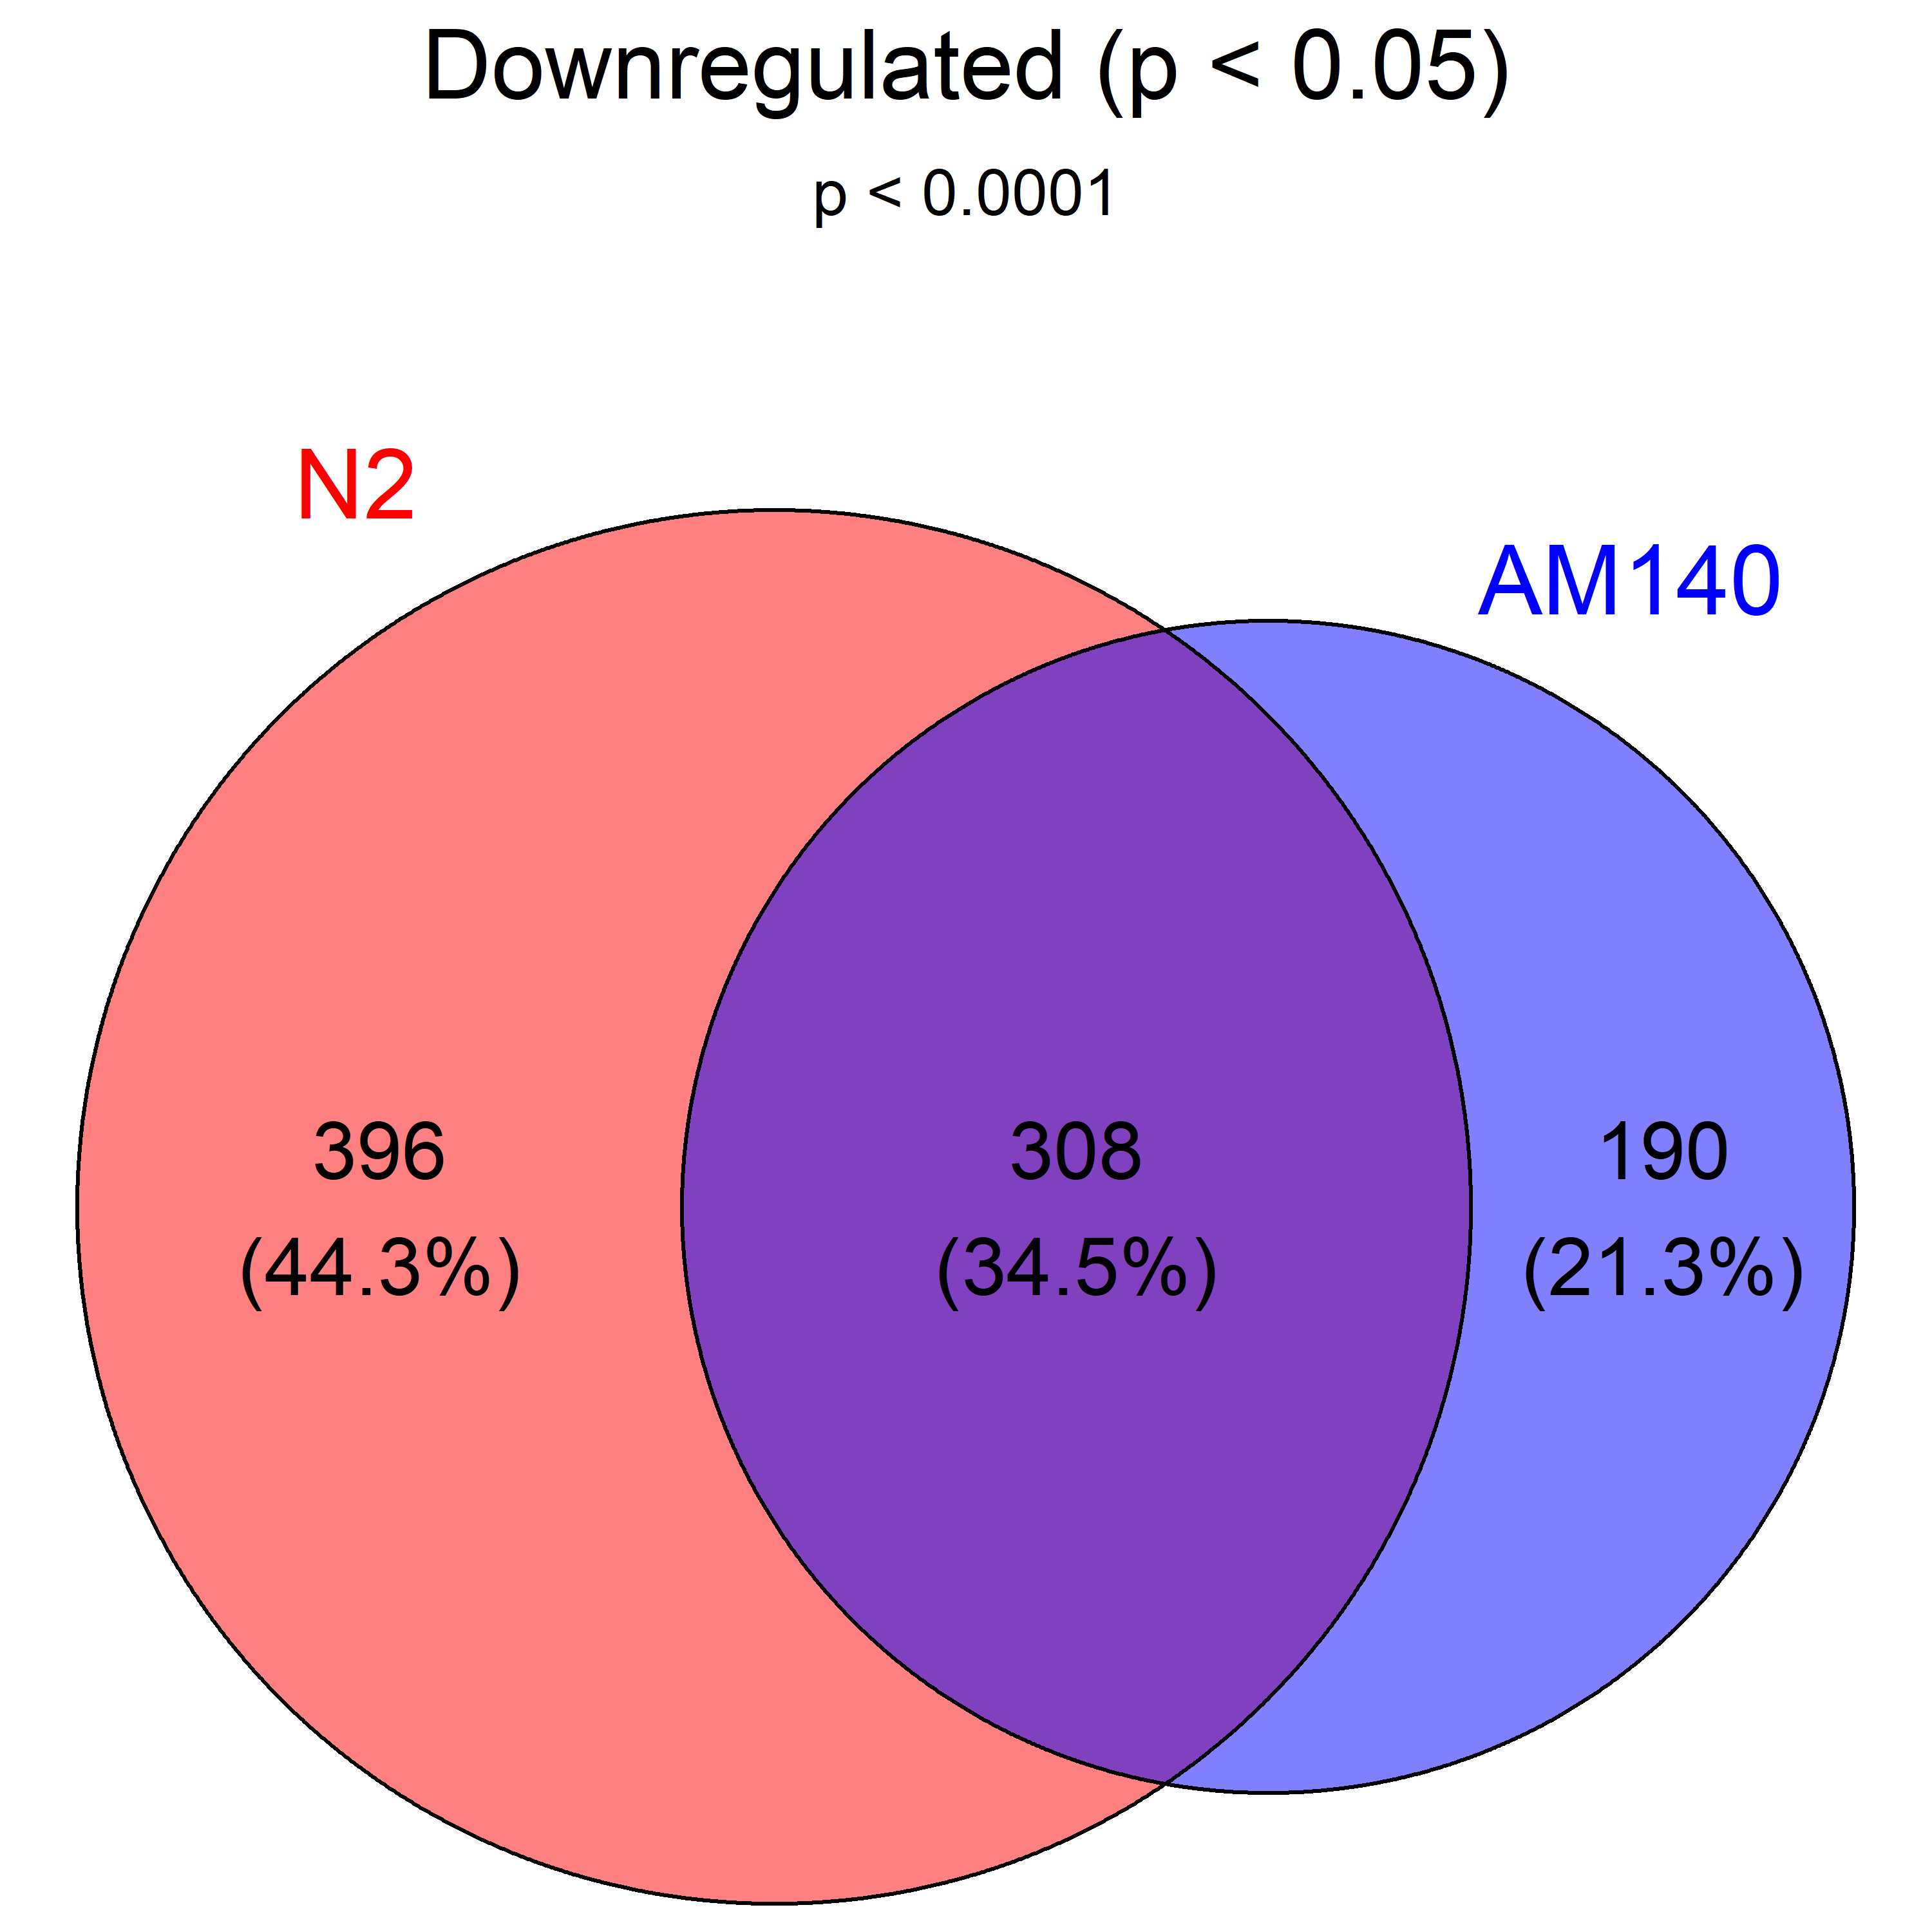 Downregulated (p < 0.05)
p < 0.0001
N2
AM140
396
(44.3%)
308
(34.5%)
190
(21.3%)